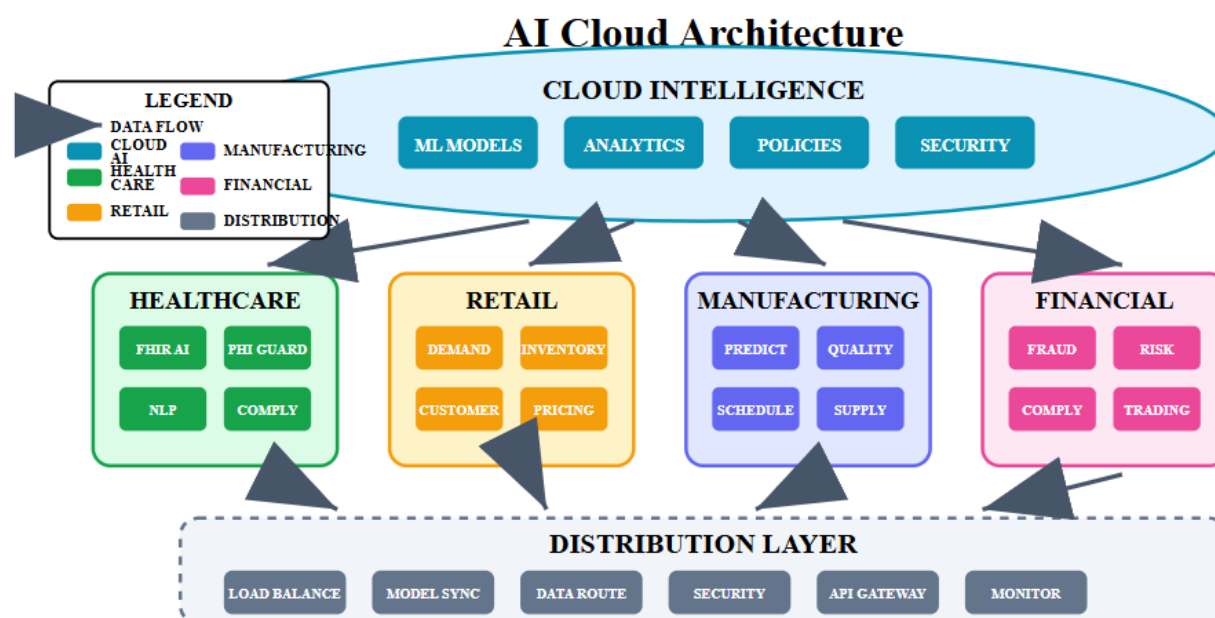 AI Cloud Architecture
CLOUD INTELLIGENCE
ML MODELS
ANALYTICS
POLICIES
SECURITY
LEGEND
DATA FLOW
CLOUD
AI
MANUFACTURING
HEALTH
CARE
FINANCIAL
RETAIL
DISTRIBUTION
HEALTHCARE
FHIR AI
PHI GUARD
NLP
COMPLY
RETAIL
DEMAND
INVENTORY
CUSTOMER
PRICING
MANUFACTURING
PREDICT
QUALITY
SCHEDULE
SUPPLY
FINANCIAL
FRAUD
RISK
COMPLY
TRADING
DISTRIBUTION LAYER
LOAD BALANCE
MODEL SYNC
DATA ROUTE
SECURITY
API GATEWAY
MONITOR